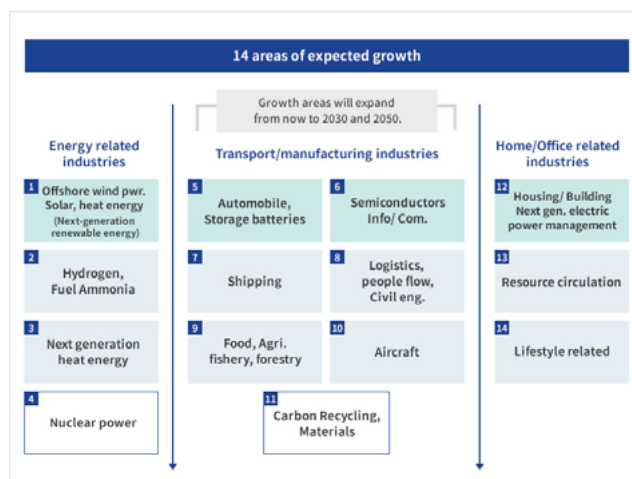 14 areas of expected growth
Growth areas will expand
from now to 2030 and 2050.
Energy related
industries
Transport/manufacturing industries
Home/Office related
industries
1
Offshore wind pwr.
Solar, heat energy
(Next-generation
renewable energy)
5
Automobile,
Storage batteries
6
Semiconductors
Info/ Com.
12
Housing/ Building
Next gen. electric
power management
2
Hydrogen,
Fuel Ammonia
7
Shipping
8
Logistics,
people flow,
Civil eng.
13
Resource circulation
3
Next generation
heat energy
9
Food, Agri.
fishery, forestry
10
Aircraft
14
Lifestyle related
4
Nuclear power
11
Carbon Recycling,
Materials